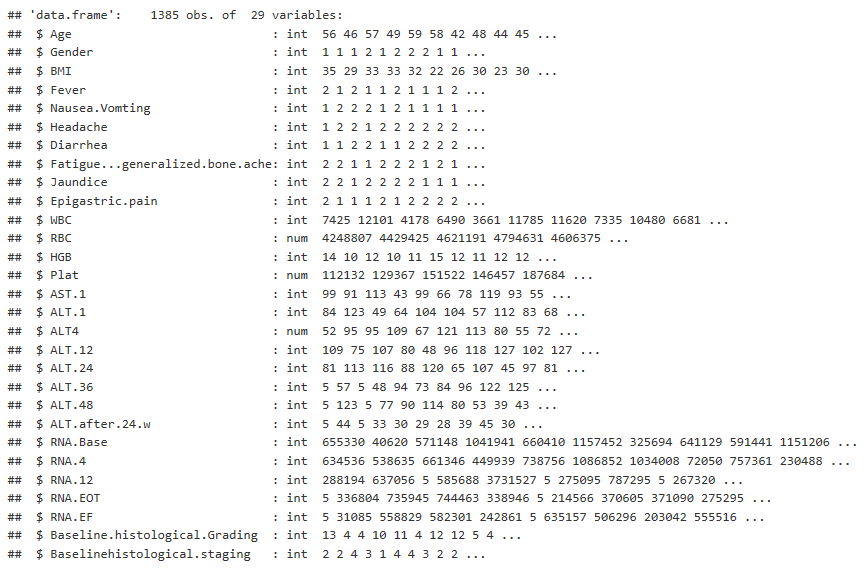 ## 'data.frame':    1385 obs. of  29 variables:
##  $ Age                             : int  56 46 57 49 59 58 42 48 44 45 ...
##  $ Gender                          : int  1 1 1 2 1 2 2 2 1 1 ...
##  $ BMI                             : int  35 29 33 33 32 22 26 30 23 30 ...
##  $ Fever                           : int  2 1 2 1 1 2 1 1 1 2 ...
##  $ Nausea.Vomting                  : int  1 2 2 2 1 2 1 1 1 1 ...
##  $ Headache                        : int  1 2 2 1 2 2 2 2 2 2 ...
##  $ Diarrhea                        : int  1 1 2 2 1 1 2 2 2 2 ...
##  $ Fatigue...generalized.bone.ache: int  2 2 1 1 2 2 2 1 2 1 ...
##  $ Jaundice                        : int  2 2 1 2 2 2 2 1 1 1 ...
##  $ Epigastric.pain                 : int  2 1 1 1 2 1 2 2 2 2 ...
##  $ WBC                             : int  7425 12101 4178 6490 3661 11785 11620 7335 10480 6681 ...
##  $ RBC                             : num  4248807 4429425 4621191 4794631 4606375 ...
##  $ HGB                             : int  14 10 12 10 11 15 12 11 12 12 ...
##  $ Plat                            : num  112132 129367 151522 146457 187684 ...
##  $ AST.1                           : int  99 91 113 43 99 66 78 119 93 55 ...
##  $ ALT.1                           : int  84 123 49 64 104 104 57 112 83 68 ...
##  $ ALT4                            : num  52 95 95 109 67 121 113 80 55 72 ...
##  $ ALT.12                          : int  109 75 107 80 48 96 118 127 102 127 ...
##  $ ALT.24                          : int  81 113 116 88 120 65 107 45 97 81 ...
##  $ ALT.36                          : int  5 57 5 48 94 73 84 96 122 125 ...
##  $ ALT.48                          : int  5 123 5 77 90 114 80 53 39 43 ...
##  $ ALT.after.24.w                  : int  5 44 5 33 30 29 28 39 45 30 ...
##  $ RNA.Base                        : int  655330 40620 571148 1041941 660410 1157452 325694 641129 591441 1151206 ...
##  $ RNA.4                           : int  634536 538635 661346 449939 738756 1086852 1034008 72050 757361 230488 ...
##  $ RNA.12                          : int  288194 637056 5 585688 3731527 5 275095 787295 5 267320 ...
##  $ RNA.EOT                         : int  5 336804 735945 744463 338946 5 214566 370605 371090 275295 ...
##  $ RNA.EF                          : int  5 31085 558829 582301 242861 5 635157 506296 203042 555516 ...
##  $ Baseline.histological.Grading  : int  13 4 4 10 11 4 12 12 5 4 ...
##  $ Baselinehistological.staging   : int  2 2 4 3 1 4 4 3 2 2 ...